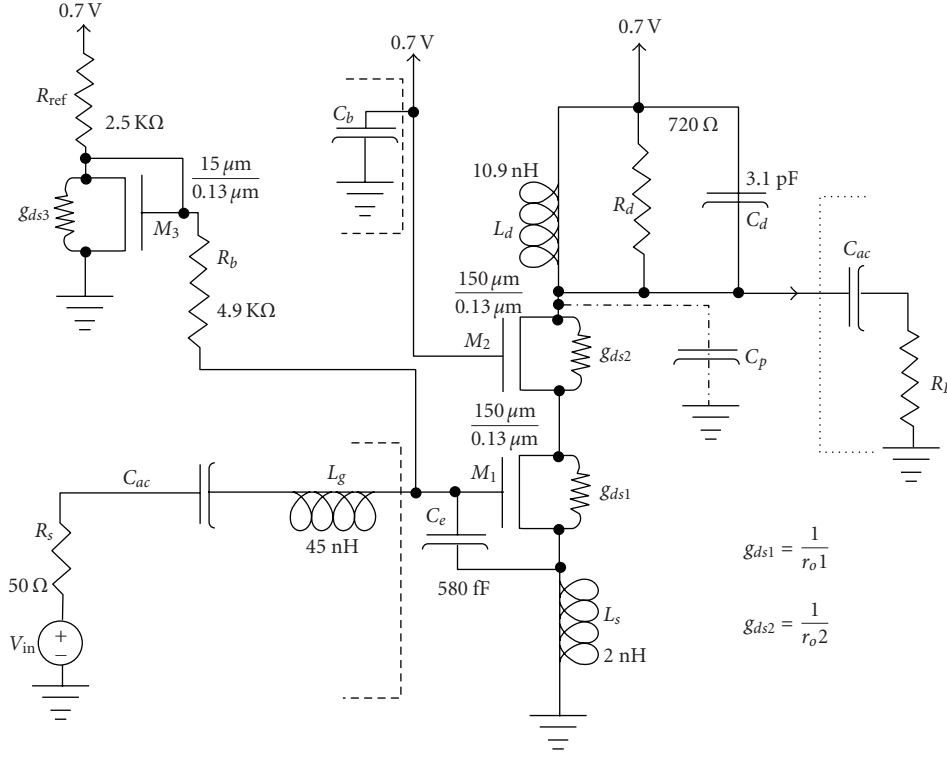 0.7 V
R_ref
2.5 KΩ
15 μm
0.13 μm
g_ds3
M_3
R_b
4.9 KΩ
0.7 V
C_b
0.7 V
720 Ω
10.9 nH
L_d
R_d
3.1 pF
C_d
C_ac
150 μm
0.13 μm
M_2
g_ds2
C_p
150 μm
0.13 μm
M_1
g_ds1
C_ac
L_g
45 nH
C_e
580 fF
R_s
50 Ω
V_in
+
−
L_s
2 nH
g_ds1 = 1/r_o1
g_ds2 = 1/r_o2